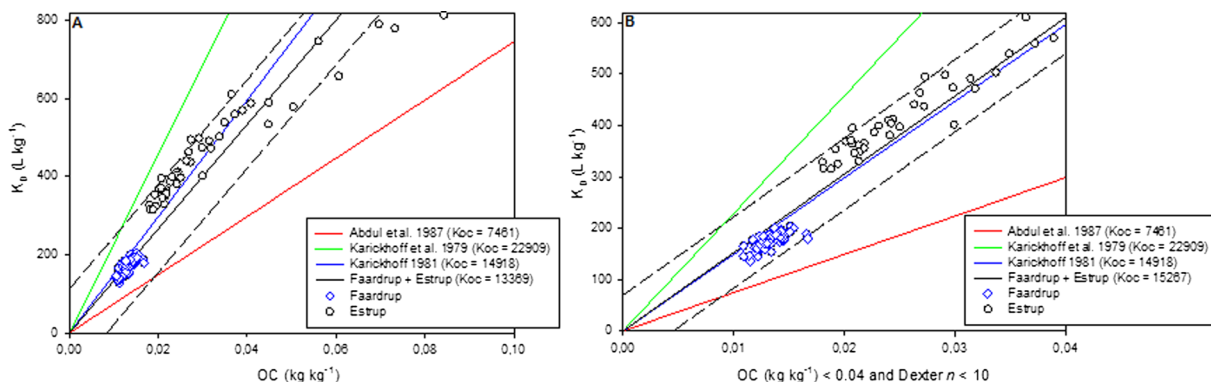 A
800
600
400
200
0
K_D (L kg⁻¹)
0,00 0,02 0,04 0,06 0,08 0,10
OC (kg kg⁻¹)
Abdul et al. 1987 (Koc = 7461)
Karickhoff et al. 1979 (Koc = 22909)
Karickhoff 1981 (Koc = 14918)
Faardrup + Estrup (Koc = 13369)
Faardrup
Estrup
B
600
500
400
300
200
100
0
K_D (L kg⁻¹)
0,00 0,01 0,02 0,03 0,04
OC (kg kg⁻¹) < 0.04 and Dexter n < 10
Abdul et al. 1987 (Koc = 7461)
Karickhoff et al. 1979 (Koc = 22909)
Karickhoff 1981 (Koc = 14918)
Faardrup + Estrup (Koc = 15267)
Faardrup
Estrup